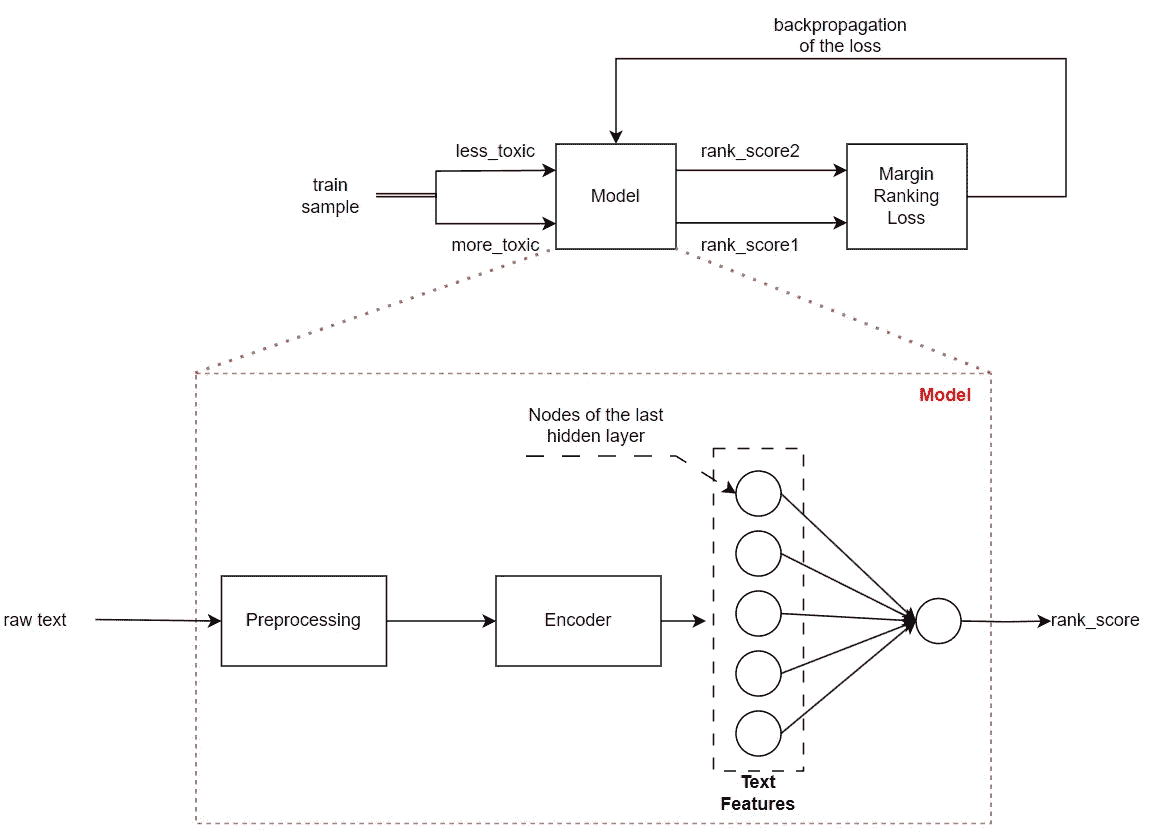 backpropagation
of the loss
less_toxic
rank_score2
train
sample
Model
Margin
Ranking
Loss
more_toxic
rank_score1
Model
Nodes of the last
hidden layer
raw text
Preprocessing
Encoder
rank_score
Text
Features